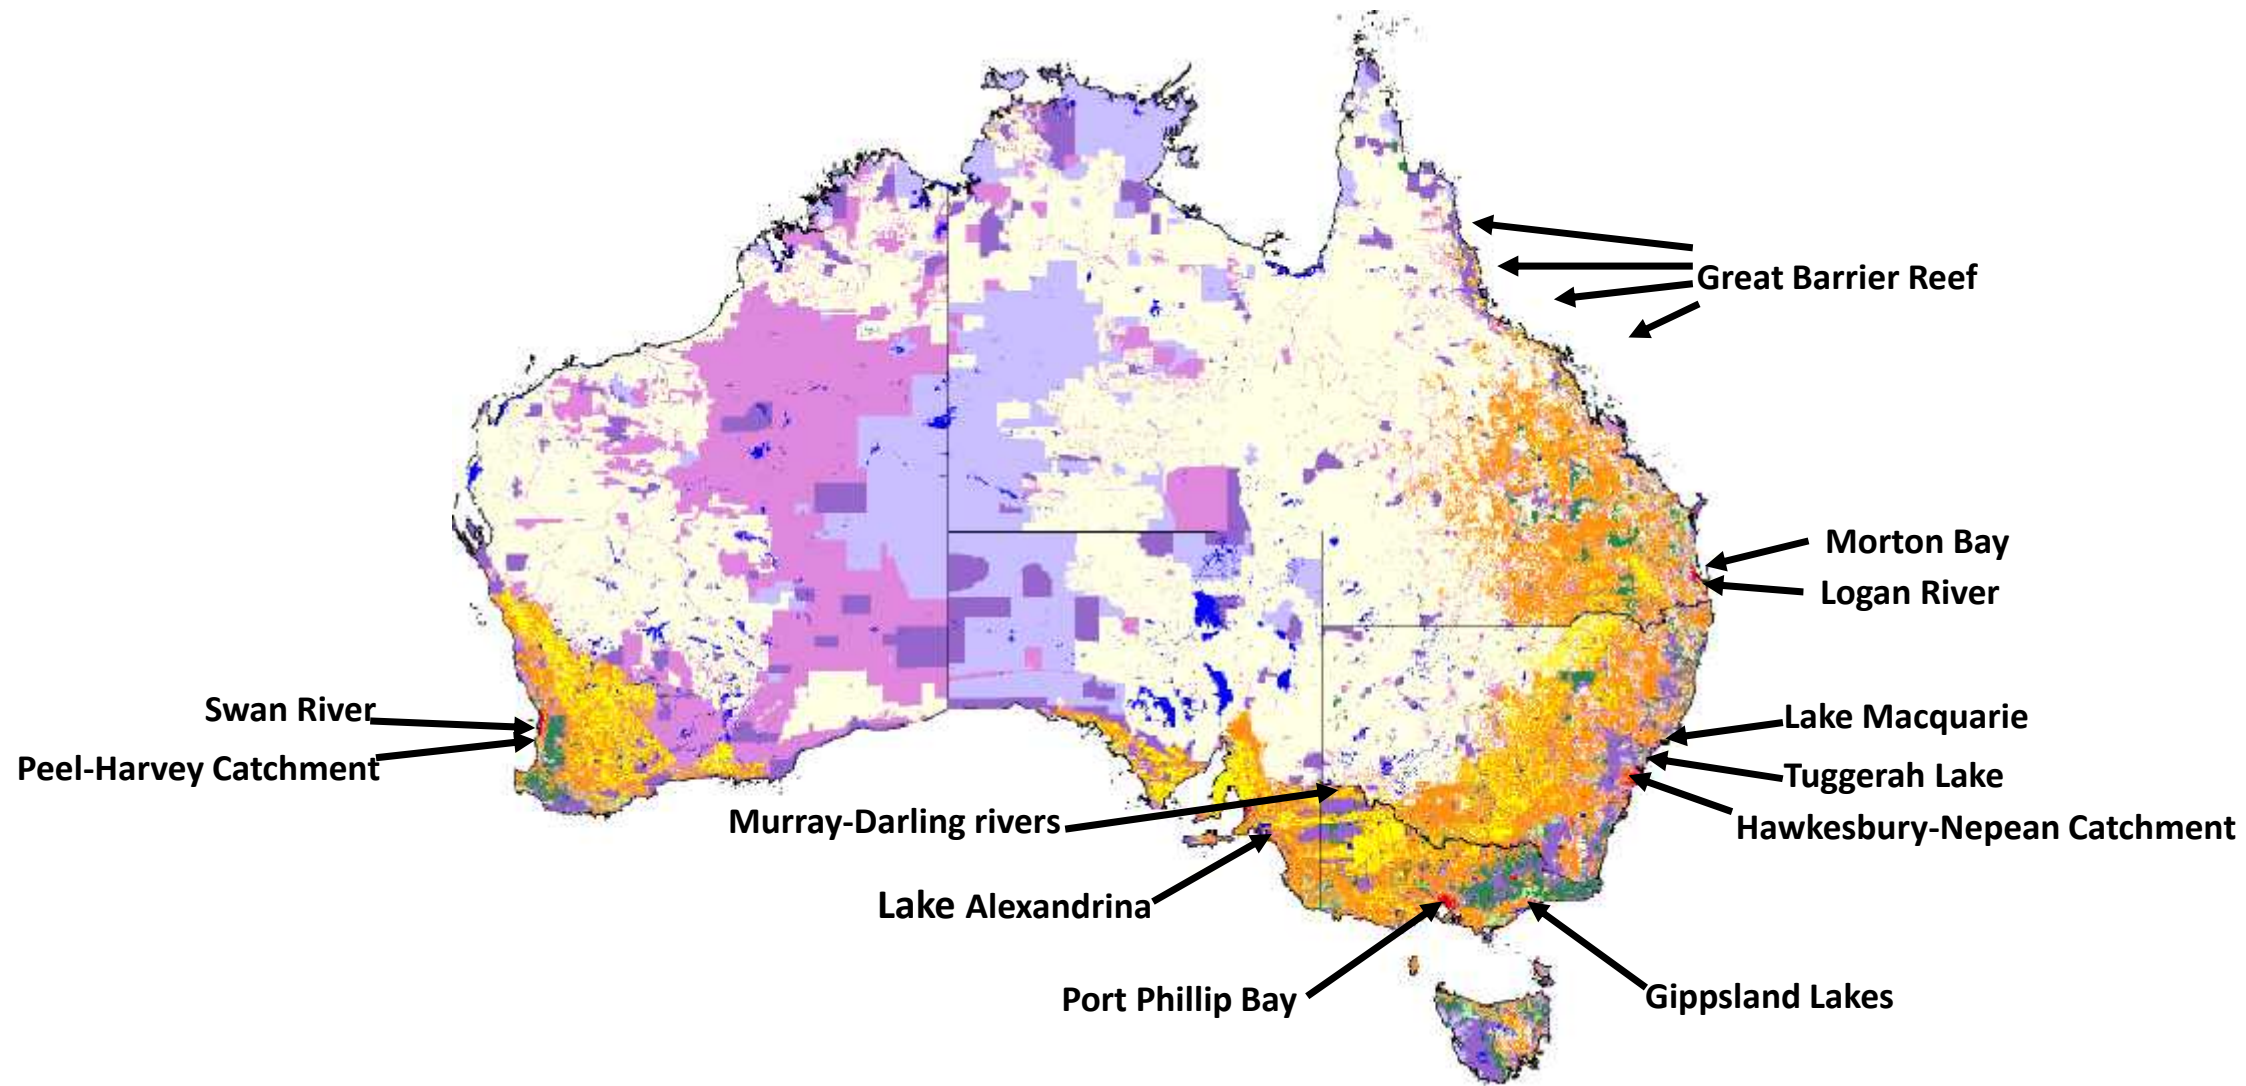 Great Barrier Reef
Morton Bay
Logan River
Swan River
Lake Macquarie
Peel-Harvey Catchment
Tuggerah Lake
Murray-Darling rivers
Hawkesbury-Nepean Catchment
Lake Alexandrina
Port Phillip Bay
Gippsland Lakes